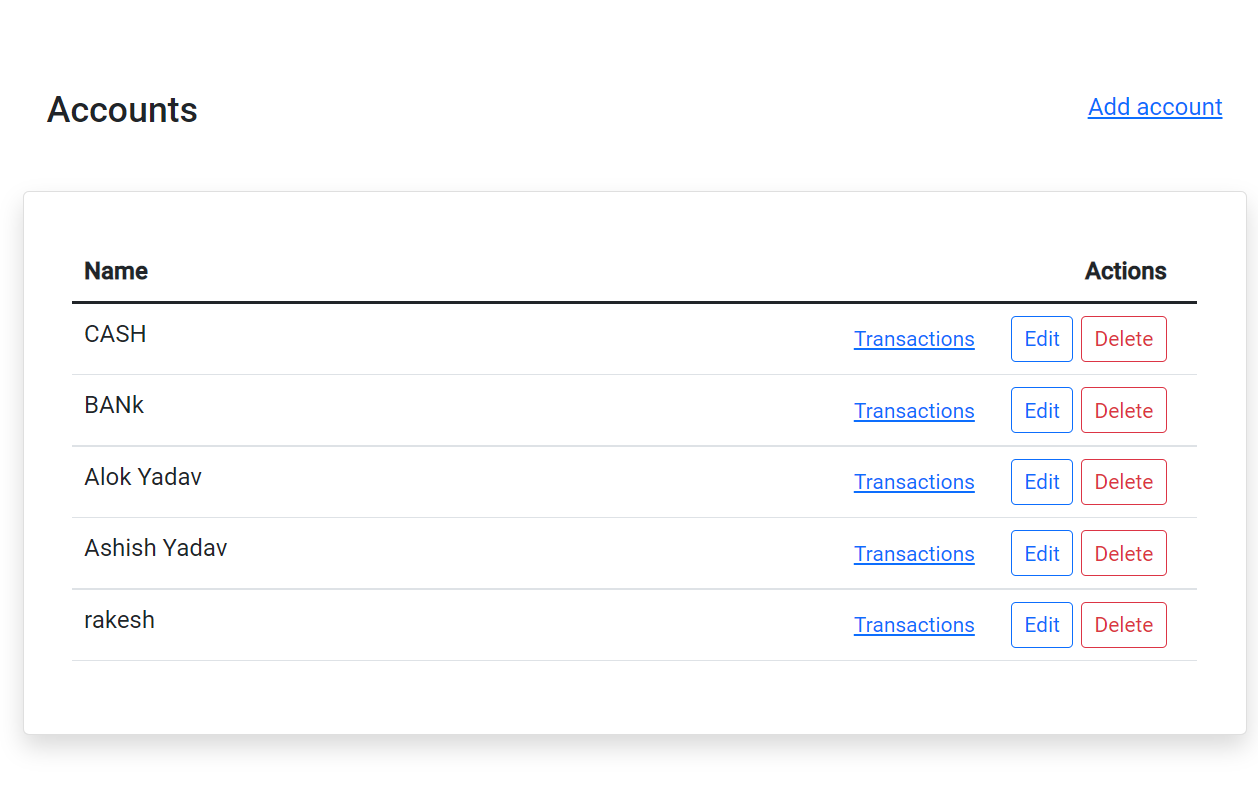 Accounts Add account
Name Actions
CASH Transactions Edit Delete
BANk Transactions Edit Delete
Alok Yadav Transactions Edit Delete
Ashish Yadav Transactions Edit Delete
rakesh Transactions Edit Delete